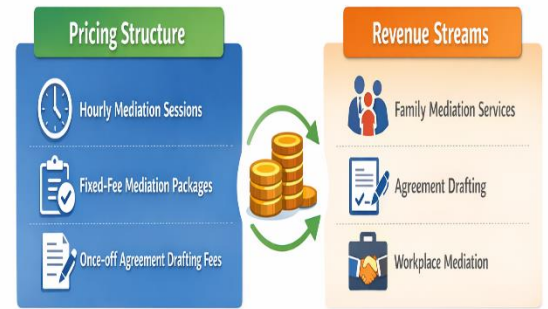 Pricing Structure
Hourly Mediation Sessions
Fixed-Fee Mediation Packages
Once-off Agreement Drafting Fees
Revenue Streams
Family Mediation Services
Agreement Drafting
Workplace Mediation